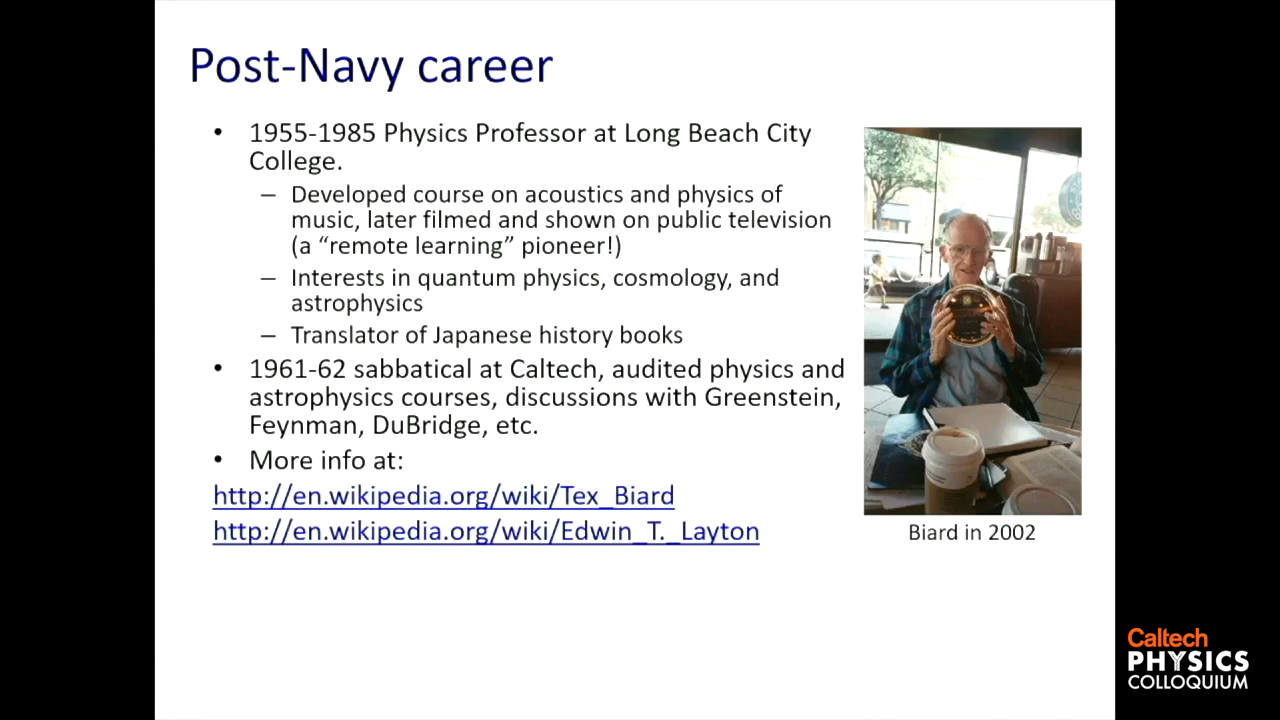 Post-Navy career
• 1955-1985 Physics Professor at Long Beach City
College.
– Developed course on acoustics and physics of
music, later filmed and shown on public television
(a “remote learning” pioneer!)
– Interests in quantum physics, cosmology, and
astrophysics
– Translator of Japanese history books
• 1961-62 sabbatical at Caltech, audited physics and
astrophysics courses, discussions with Greenstein,
Feynman, DuBridge, etc.
• More info at:
http://en.wikipedia.org/wiki/Tex_Biard
http://en.wikipedia.org/wiki/Edwin_T._Layton
Biard in 2002
Caltech
PHYSICS
COLLOQUIUM